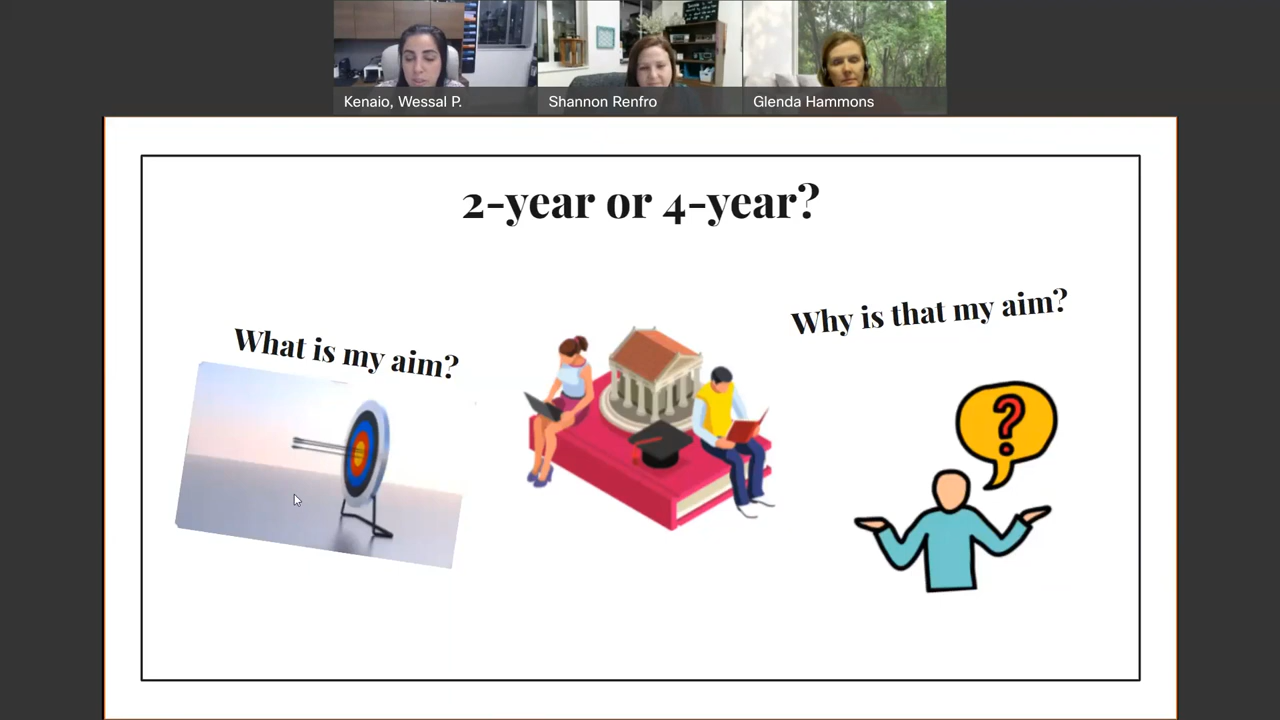 Kenaio, Wessal P.
Shannon Renfro
Glenda Hammons
2-year or 4-year?
What is my aim?
Why is that my aim?
?